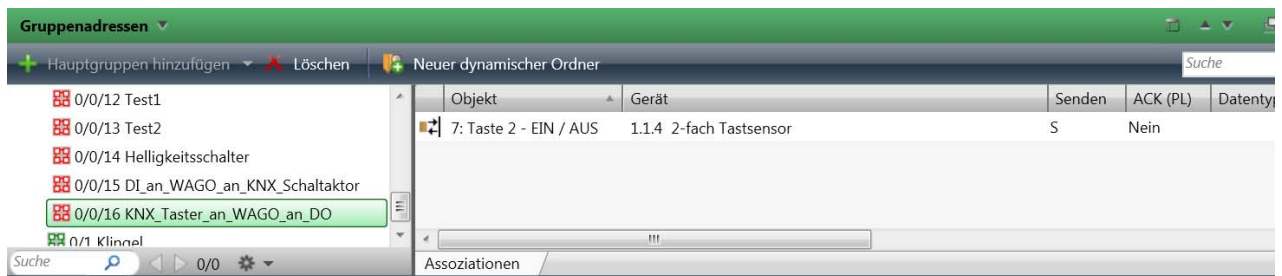 Gruppenadressen
Hauptgruppen hinzufügen Löschen Neuer dynamischer Ordner Suche
0/0/12 Test1
0/0/13 Test2
0/0/14 Helligkeitsschalter
0/0/15 DI_an_WAGO_an_KNX_Schaltaktor
0/0/16 KNX_Taster_an_WAGO_an_DO
0/1 Klingel
Suche 0/0
Objekt Gerät Senden ACK (PL) Datentyp
7: Taste 2 - EIN / AUS 1.1.4 2-fach Tastsensor S Nein
Assoziationen